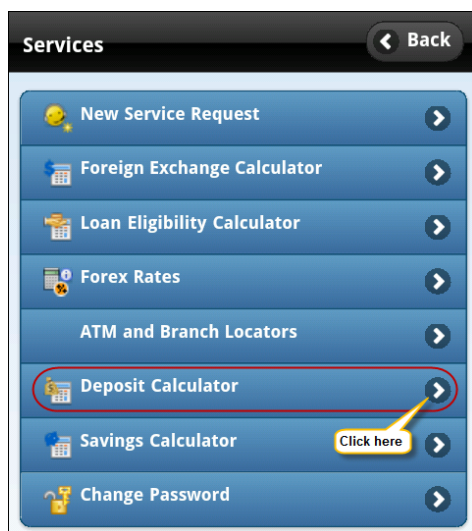 Services
Back
New Service Request
Foreign Exchange Calculator
Loan Eligibility Calculator
Forex Rates
ATM and Branch Locators
Deposit Calculator
Click here
Savings Calculator
Change Password